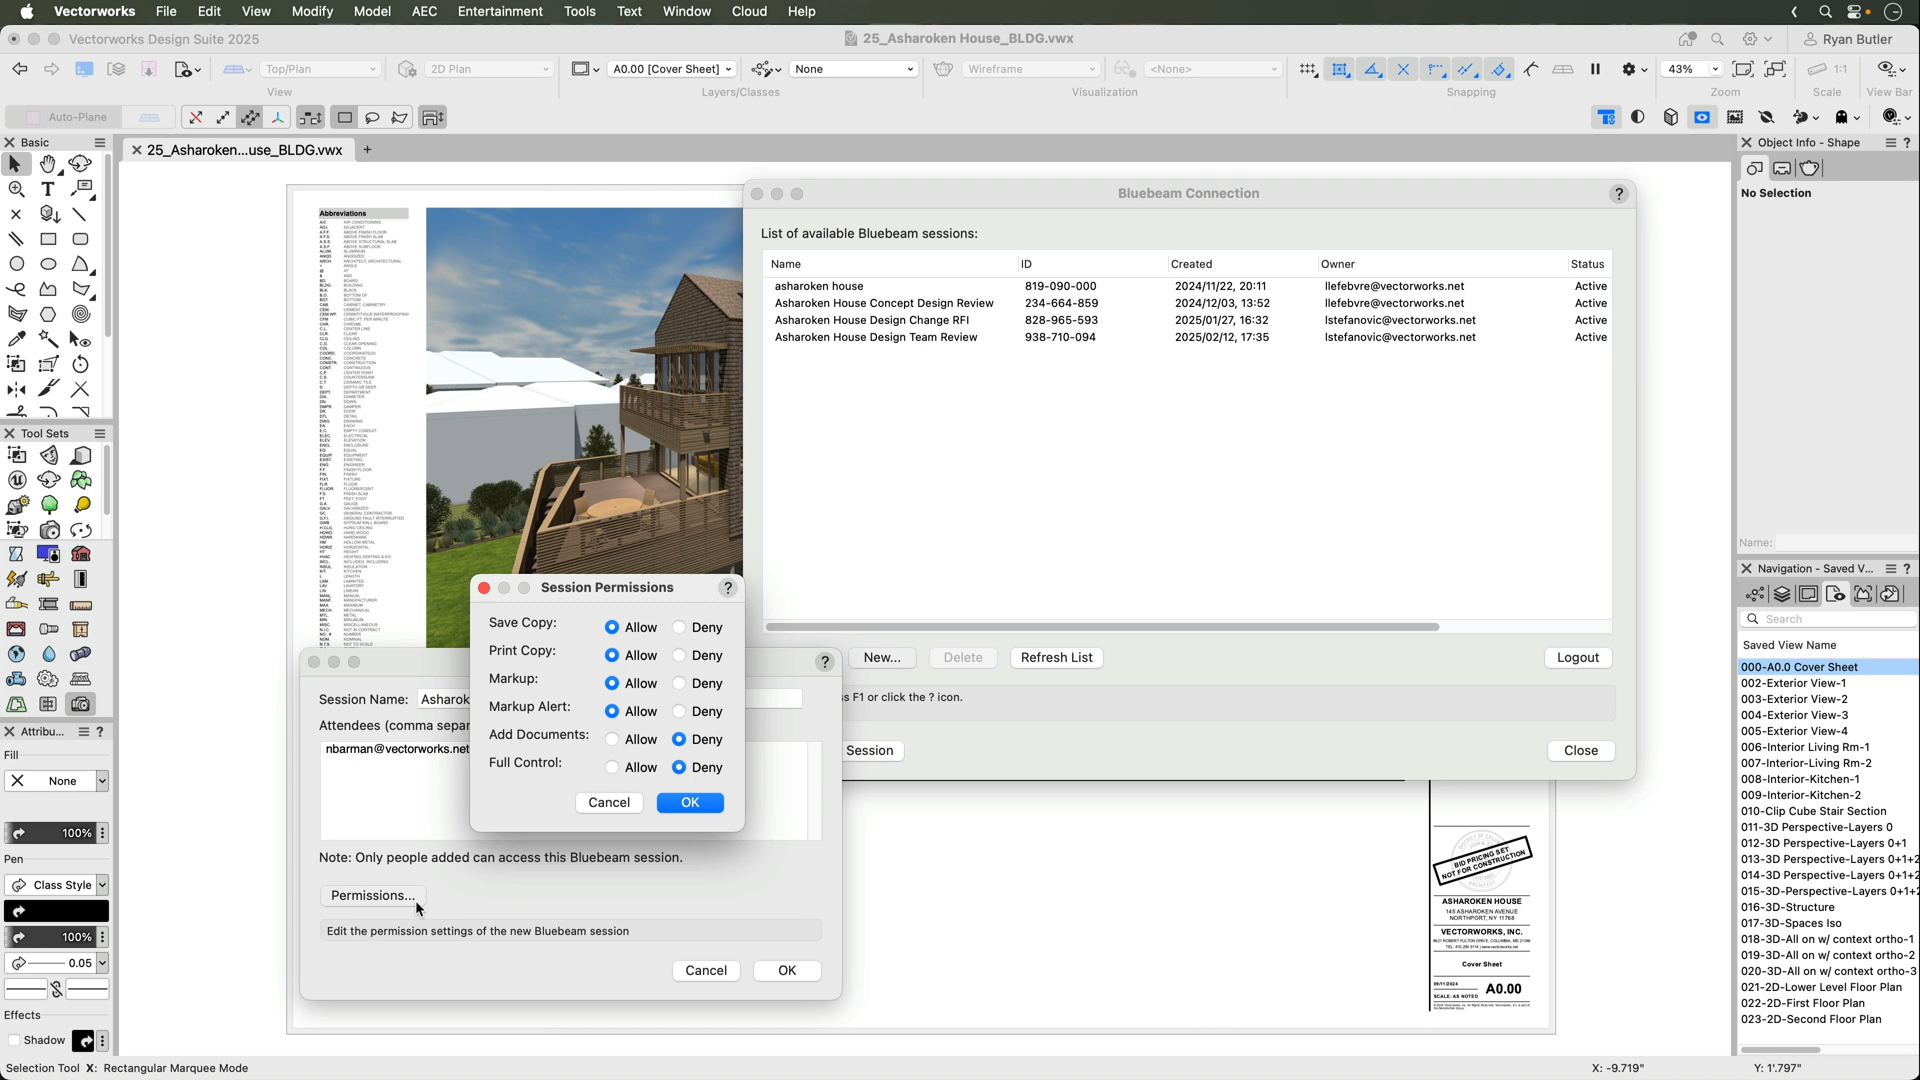 Vectorworks File Edit View Modify Model AEC Entertainment Tools Text Window Cloud Help
Vectorworks Design Suite 2025
25_Asharoken House_BLDG.vwx
Ryan Butler
Top/Plan
2D Plan
A0.00 [Cover Sheet]
None
Wireframe
<None>
43%
1:1
View
Layers/Classes
Visualization
Snapping
Zoom
Scale
View Bar
Auto-Plane
Basic
25_Asharoken...use_BLDG.vwx
Object Info - Shape
No Selection
Name:
Tool Sets
Attribu...
Fill
None
100%
Pen
Class Style
100%
0.05
Effects
Shadow
Abbreviations
Bluebeam Connection
List of available Bluebeam sessions:
Name ID Created Owner Status
asharoken house 819-090-000 2024/11/22, 20:11 llefebvre@vectorworks.net Active
Asharoken House Concept Design Review 234-664-859 2024/12/03, 13:52 llefebvre@vectorworks.net Active
Asharoken House Design Change RFI 828-965-593 2025/01/27, 16:32 lstefanovic@vectorworks.net Active
Asharoken House Design Team Review 938-710-094 2025/02/12, 17:35 lstefanovic@vectorworks.net Active
New...
Delete
Refresh List
Logout
ss F1 or click the ? icon.
Session
Close
Session Permissions
Save Copy: Allow Deny
Print Copy: Allow Deny
Markup: Allow Deny
Markup Alert: Allow Deny
Add Documents: Allow Deny
Full Control: Allow Deny
Cancel
OK
Session Name: Asharok
Attendees (comma separ
nbarman@vectorworks.net
Note: Only people added can access this Bluebeam session.
Permissions...
Edit the permission settings of the new Bluebeam session
Cancel
OK
BID PRICING SET
NOT FOR CONSTRUCTION
ASHAROKEN HOUSE
145 ASHAROKEN AVENUE
NORTHPORT, NY 11768
VECTORWORKS, INC.
Cover Sheet
09/11/2024
SCALE: AS NOTED
A0.00
Navigation - Saved V...
Search
Saved View Name
000-A0.0 Cover Sheet
002-Exterior View-1
003-Exterior View-2
004-Exterior View-3
005-Exterior View-4
006-Interior Living Rm-1
007-Interior-Living Rm-2
008-Interior-Kitchen-1
009-Interior-Kitchen-2
010-Clip Cube Stair Section
011-3D Perspective-Layers 0
012-3D Perspective-Layers 0+1
013-3D Perspective-Layers 0+1+2
014-3D Perspective-Layers 0+1+2
015-3D-Perspective-Layers 0+1+2
016-3D-Structure
017-3D-Spaces Iso
018-3D-All on w/ context ortho-1
019-3D-All on w/ context ortho-2
020-3D-All on w/ context ortho-3
021-2D-Lower Level Floor Plan
022-2D-First Floor Plan
023-2D-Second Floor Plan
Selection Tool X: Rectangular Marquee Mode
X: -9.719"
Y: 1'.797"